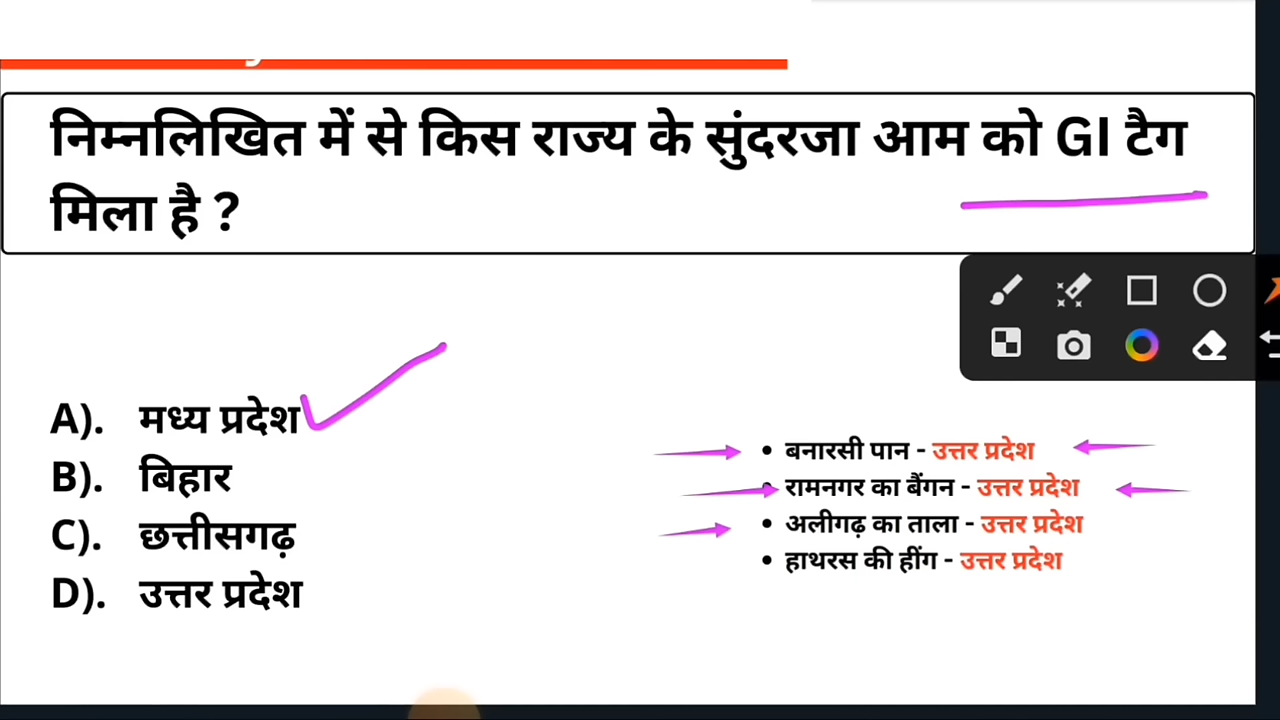 निम्नलिखित में से किस राज्य के सुंदरजा आम को GI टैग
मिला है ?
A). मध्य प्रदेश
B). बिहार
C). छत्तीसगढ़
D). उत्तर प्रदेश
• बनारसी पान - उत्तर प्रदेश
• रामनगर का बैंगन - उत्तर प्रदेश
• अलीगढ़ का ताला - उत्तर प्रदेश
• हाथरस की हींग - उत्तर प्रदेश